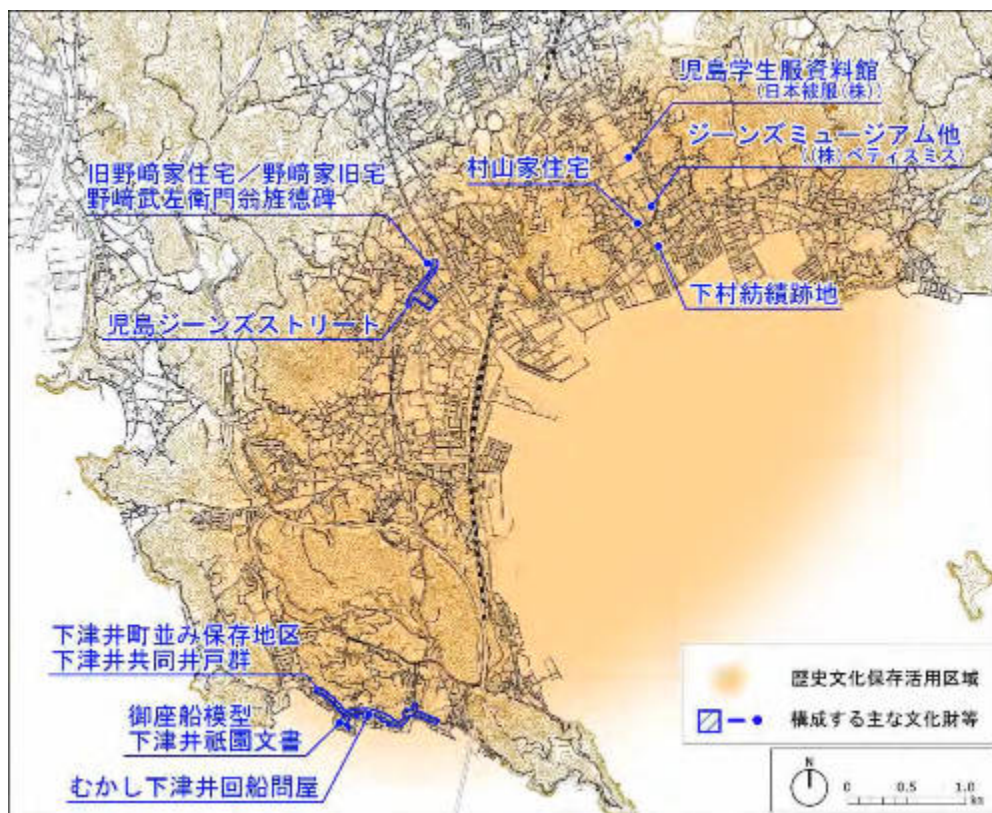 児島学生服資料館
(日本被服(株))
ジーンズミュージアム他
((株)ベティスミス)
村山家住宅
旧野﨑家住宅/野﨑家旧宅
野﨑武左衛門翁旌徳碑
下村紡績跡地
児島ジーンズストリート
下津井町並み保存地区
下津井共同井戸群
御座船模型
下津井祇園文書
むかし下津井回船問屋
歴史文化保存活用区域
構成する主な文化財等
N
0 0.5 1.0
km